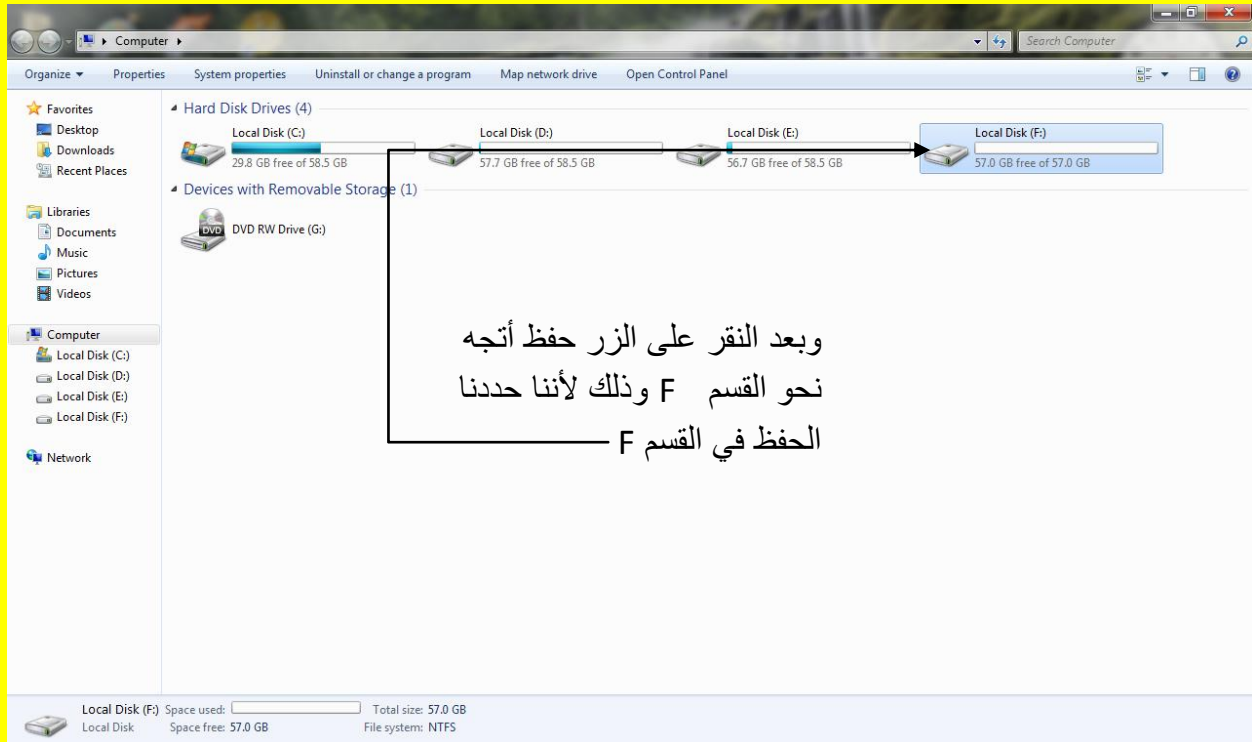 Computer
Search Computer
Organize
Properties
System properties
Uninstall or change a program
Map network drive
Open Control Panel
Favorites
Desktop
Downloads
Recent Places
Libraries
Documents
Music
Pictures
Videos
Computer
Local Disk (C:)
Local Disk (D:)
Local Disk (E:)
Local Disk (F:)
Network
Hard Disk Drives (4)
Local Disk (C:)
29.8 GB free of 58.5 GB
Local Disk (D:)
57.7 GB free of 58.5 GB
Local Disk (E:)
56.7 GB free of 58.5 GB
Local Disk (F:)
57.0 GB free of 57.0 GB
Devices with Removable Storage (1)
DVD
DVD RW Drive (G:)
وبعد النقر على الزر حفظ أتجه
نحو القسم F وذلك لأننا حددنا
الحفظ في القسم F
Local Disk (F:) Space used: Total size: 57.0 GB
Local Disk Space free: 57.0 GB File system: NTFS